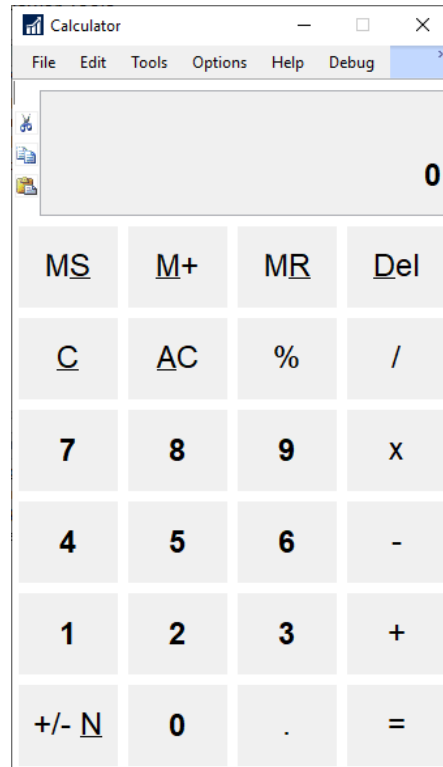 Calculator
File Edit Tools Options Help Debug
0
MS M+ MR Del
C AC % /
7 8 9 x
4 5 6 -
1 2 3 +
+/- N 0 . =